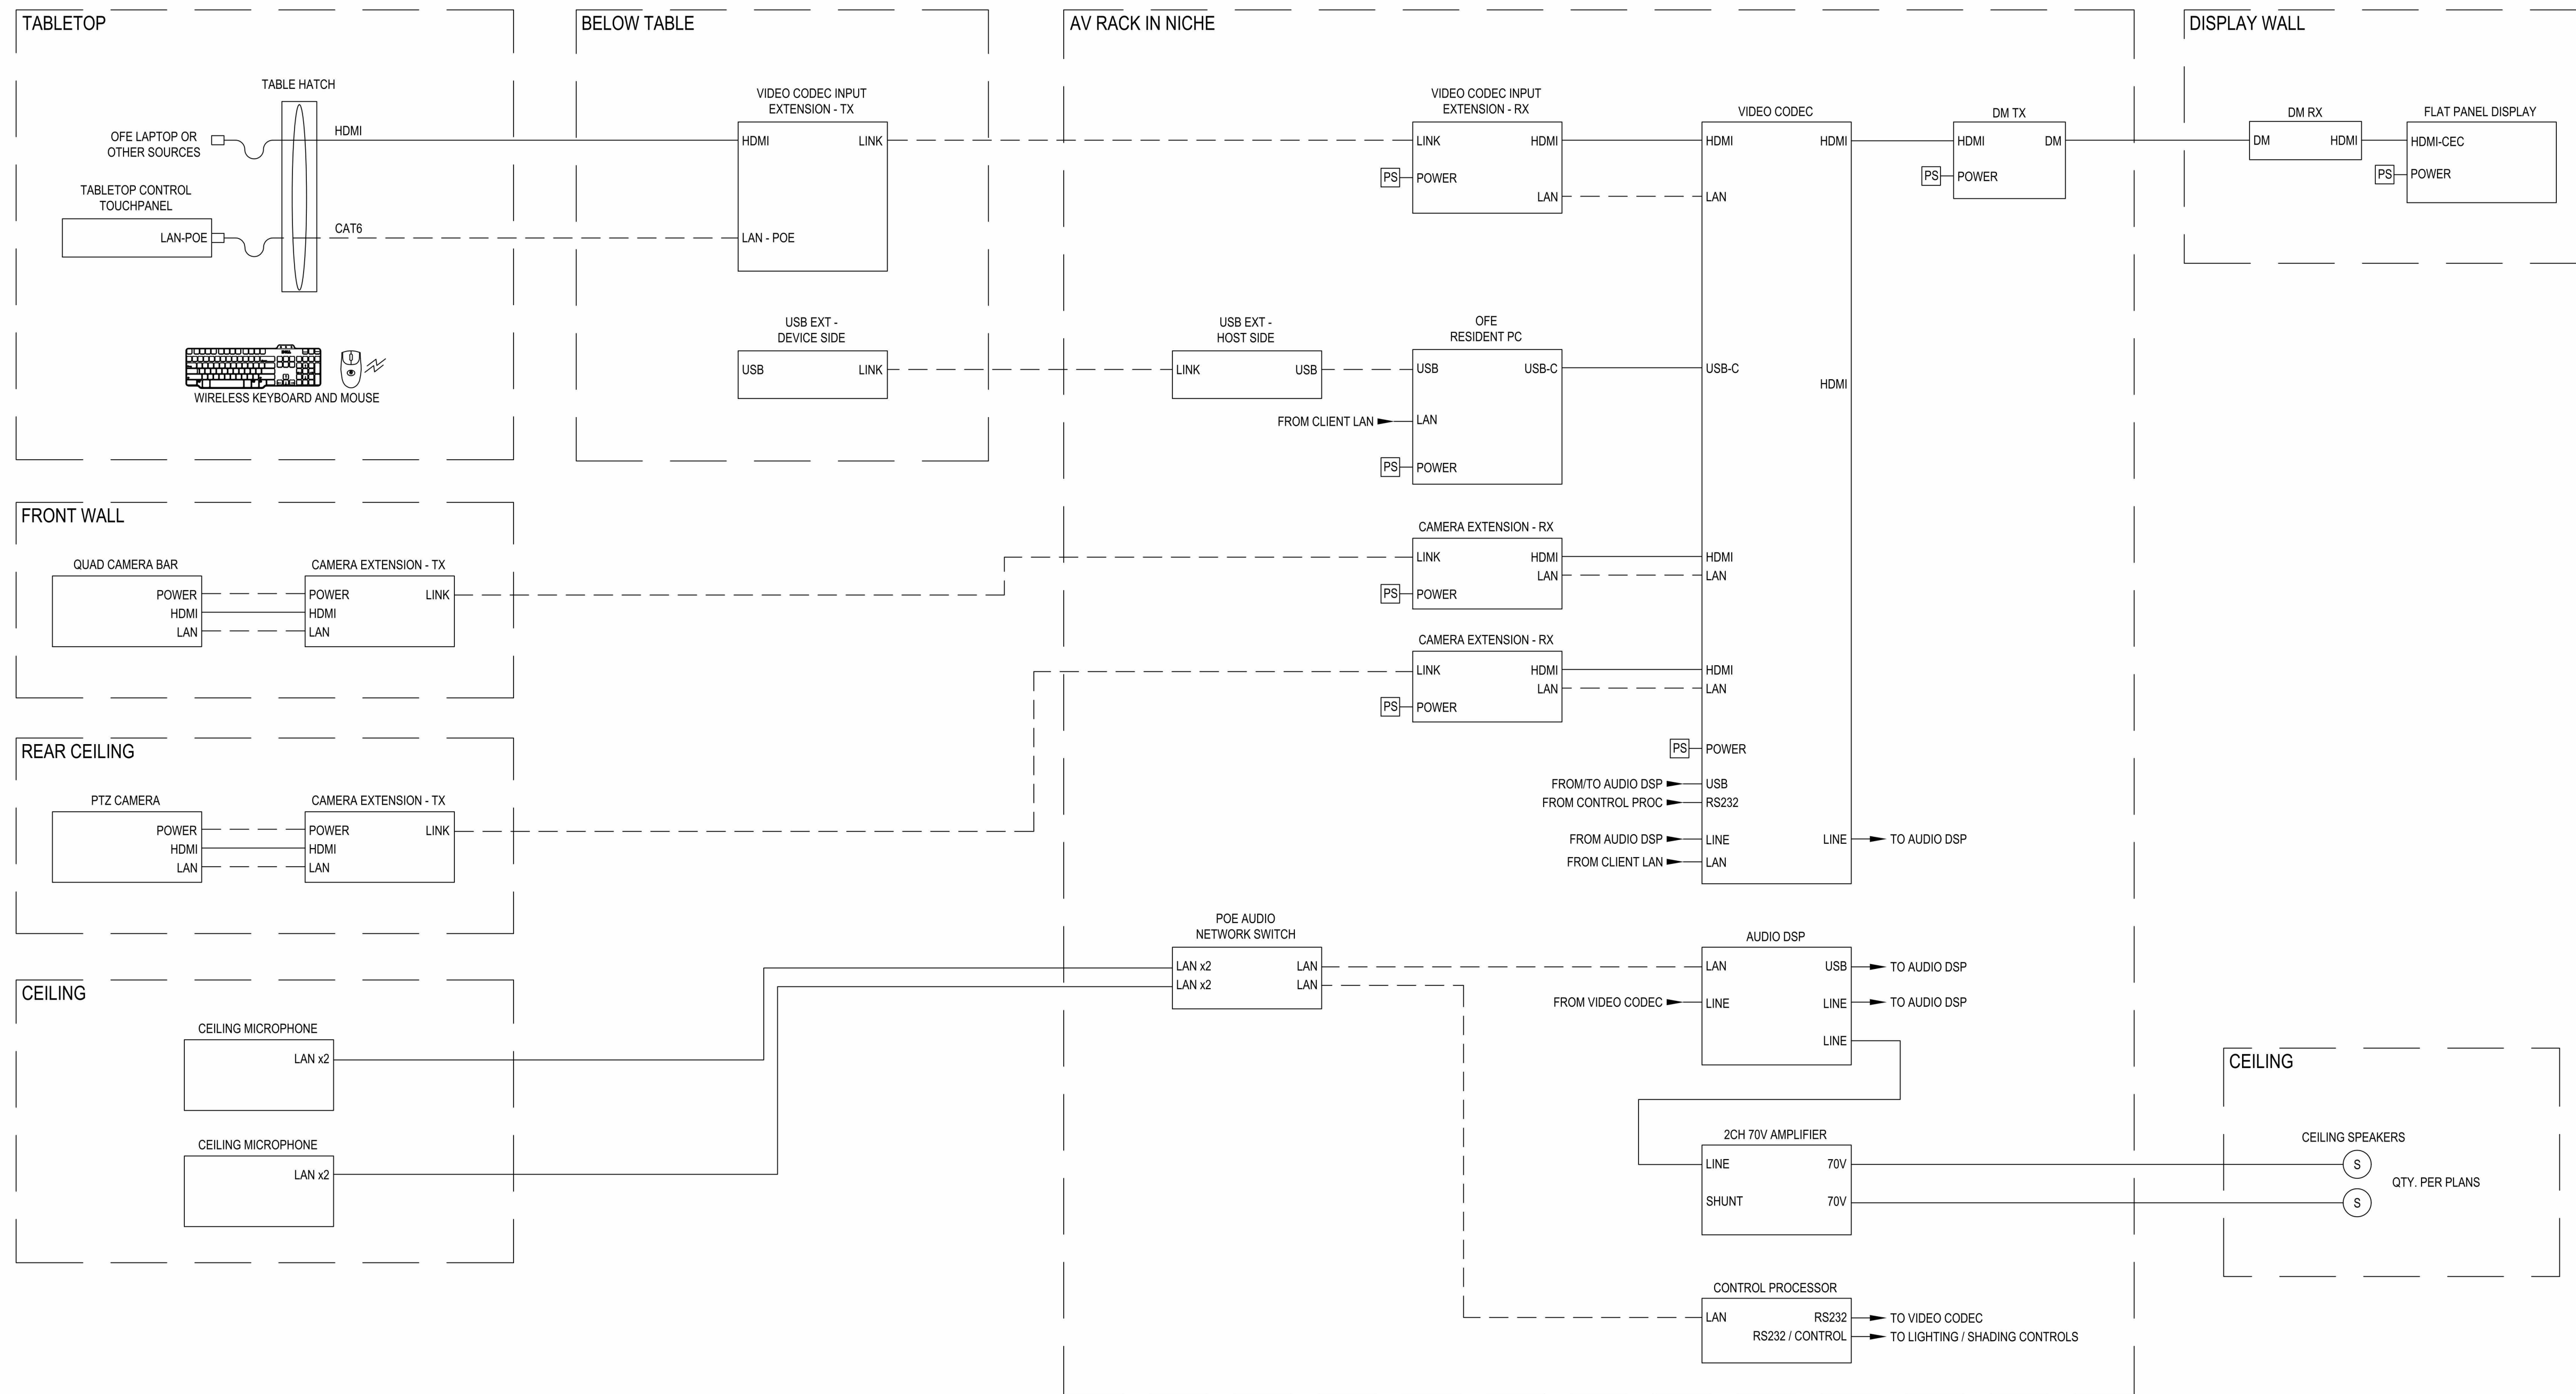 TABLETOP
TABLE HATCH
OFE LAPTOP OR
OTHER SOURCES
HDMI
TABLETOP CONTROL
TOUCHPANEL
LAN-POE
CAT6
WIRELESS KEYBOARD AND MOUSE
BELOW TABLE
VIDEO CODEC INPUT
EXTENSION - TX
HDMI LINK
LAN - POE
USB EXT -
DEVICE SIDE
USB LINK
FRONT WALL
QUAD CAMERA BAR
POWER
HDMI
LAN
CAMERA EXTENSION - TX
POWER LINK
HDMI
LAN
REAR CEILING
PTZ CAMERA
POWER
HDMI
LAN
CAMERA EXTENSION - TX
POWER LINK
HDMI
LAN
CEILING
CEILING MICROPHONE
LAN x2
CEILING MICROPHONE
LAN x2
AV RACK IN NICHE
VIDEO CODEC INPUT
EXTENSION - RX
LINK HDMI
PS POWER
LAN
USB EXT -
HOST SIDE
LINK USB
OFE
RESIDENT PC
USB USB-C
FROM CLIENT LAN LAN
PS POWER
CAMERA EXTENSION - RX
LINK HDMI
LAN
PS POWER
CAMERA EXTENSION - RX
LINK HDMI
LAN
PS POWER
VIDEO CODEC
HDMI HDMI
LAN
USB-C
HDMI
HDMI
LAN
HDMI
LAN
PS POWER
FROM/TO AUDIO DSP USB
FROM CONTROL PROC RS232
FROM AUDIO DSP LINE LINE TO AUDIO DSP
FROM CLIENT LAN LAN
DM TX
HDMI DM
PS POWER
POE AUDIO
NETWORK SWITCH
LAN x2 LAN
LAN x2 LAN
AUDIO DSP
LAN USB TO AUDIO DSP
FROM VIDEO CODEC LINE LINE TO AUDIO DSP
LINE
2CH 70V AMPLIFIER
LINE 70V
SHUNT 70V
CONTROL PROCESSOR
LAN RS232 TO VIDEO CODEC
RS232 / CONTROL TO LIGHTING / SHADING CONTROLS
DISPLAY WALL
DM RX
DM HDMI
FLAT PANEL DISPLAY
HDMI-CEC
PS POWER
CEILING
CEILING SPEAKERS
S
QTY. PER PLANS
S